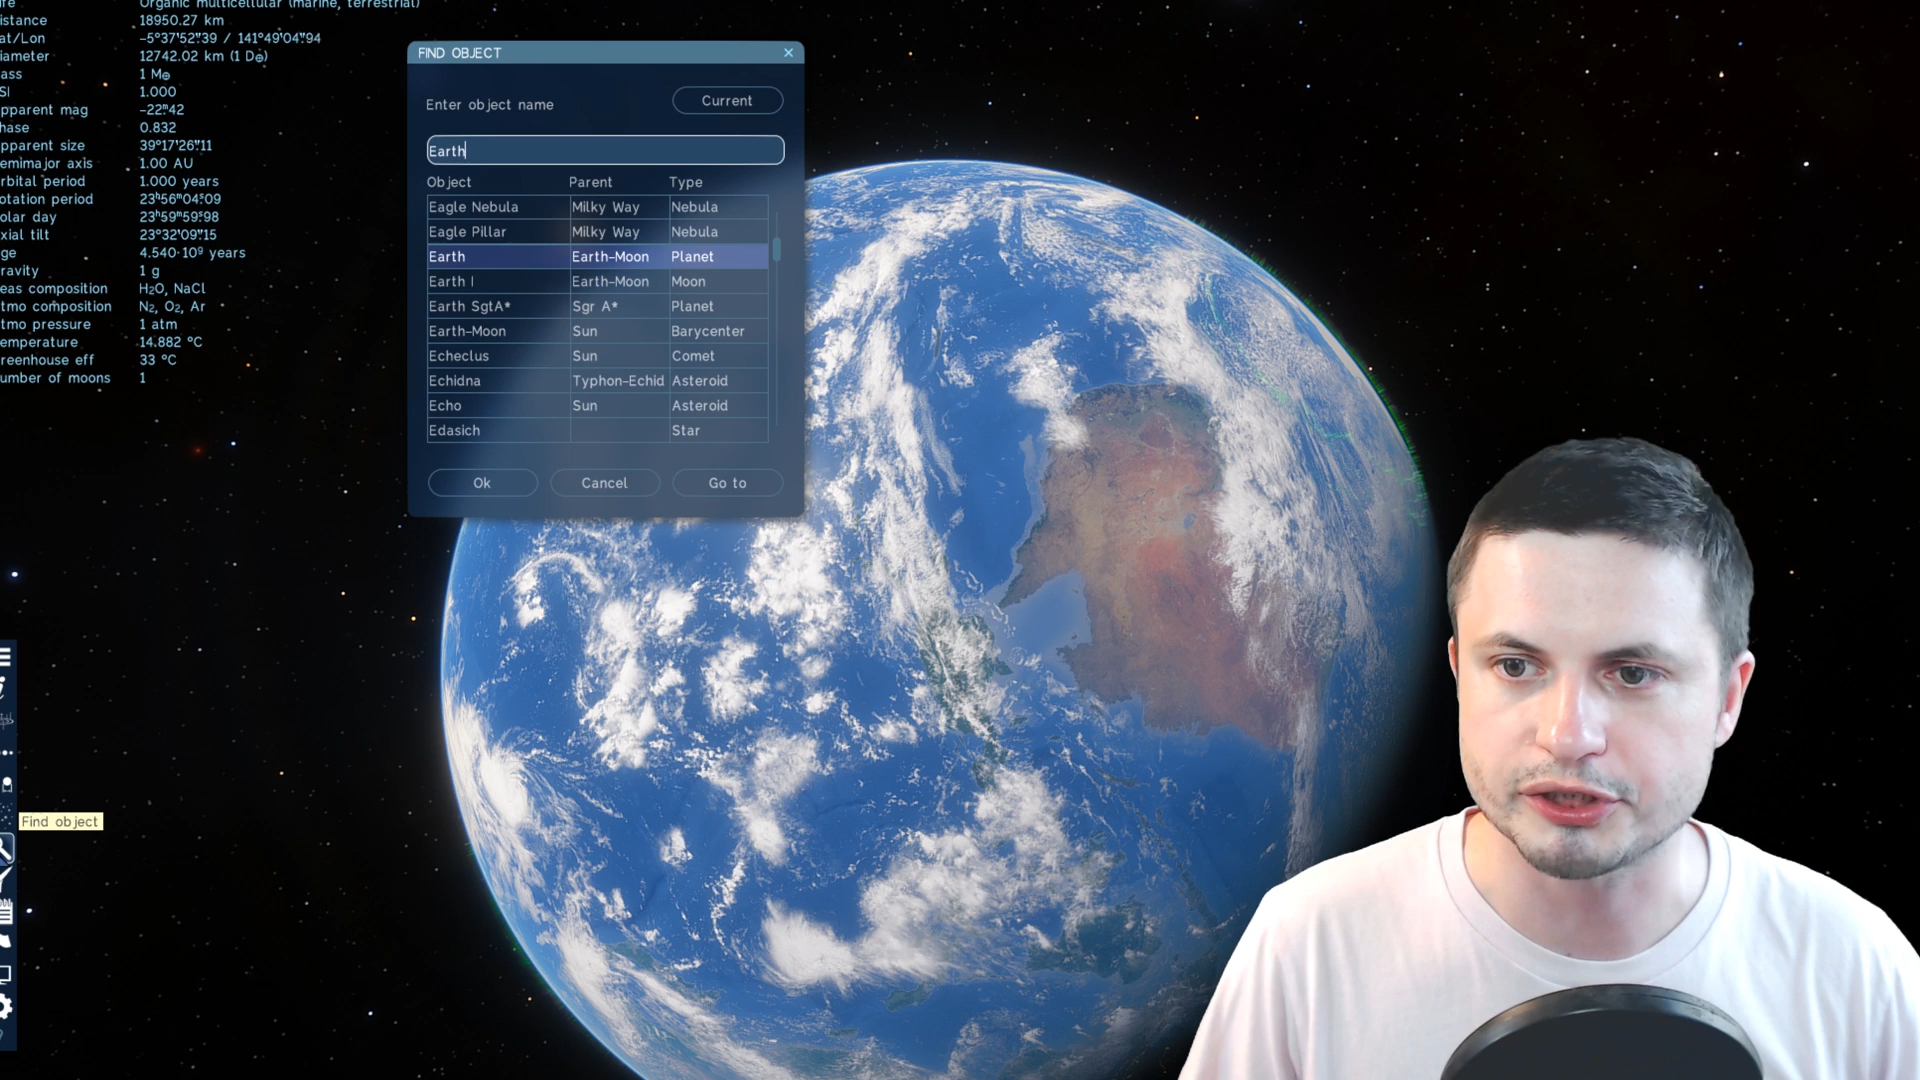 ife Organic multicellular (marine, terrestrial)
istance 18950.27 km
at/Lon -5°37'52"39 / 141°49'04"94
iameter 12742.02 km (1 D⊕)
ass 1 M⊕
SI 1.000
pparent mag -22ᵐ42
hase 0.832
pparent size 39°17'26"11
emimajor axis 1.00 AU
rbital period 1.000 years
otation period 23ʰ56ᵐ04ˢ09
olar day 23ʰ59ᵐ59ˢ98
xial tilt 23°32'09"15
ge 4.540·10⁹ years
ravity 1 g
eas composition H₂O, NaCl
tmo composition N₂, O₂, Ar
tmo pressure 1 atm
emperature 14.882 °C
reenhouse eff 33 °C
umber of moons 1
FIND OBJECT
Enter object name Current
Earth
Object Parent Type
Eagle Nebula Milky Way Nebula
Eagle Pillar Milky Way Nebula
Earth Earth-Moon Planet
Earth I Earth-Moon Moon
Earth SgtA* Sgr A* Planet
Earth-Moon Sun Barycenter
Echeclus Sun Comet
Echidna Typhon-Echid Asteroid
Echo Sun Asteroid
Edasich Star
Ok Cancel Go to
Find object